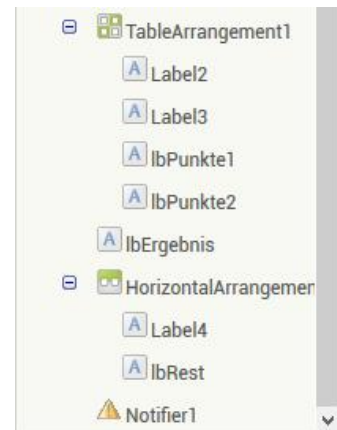 TableArrangement1
A Label2
A Label3
A lbPunkte1
A lbPunkte2
A lbErgebnis
HorizontalArrangemen
A Label4
A lbRest
Notifier1